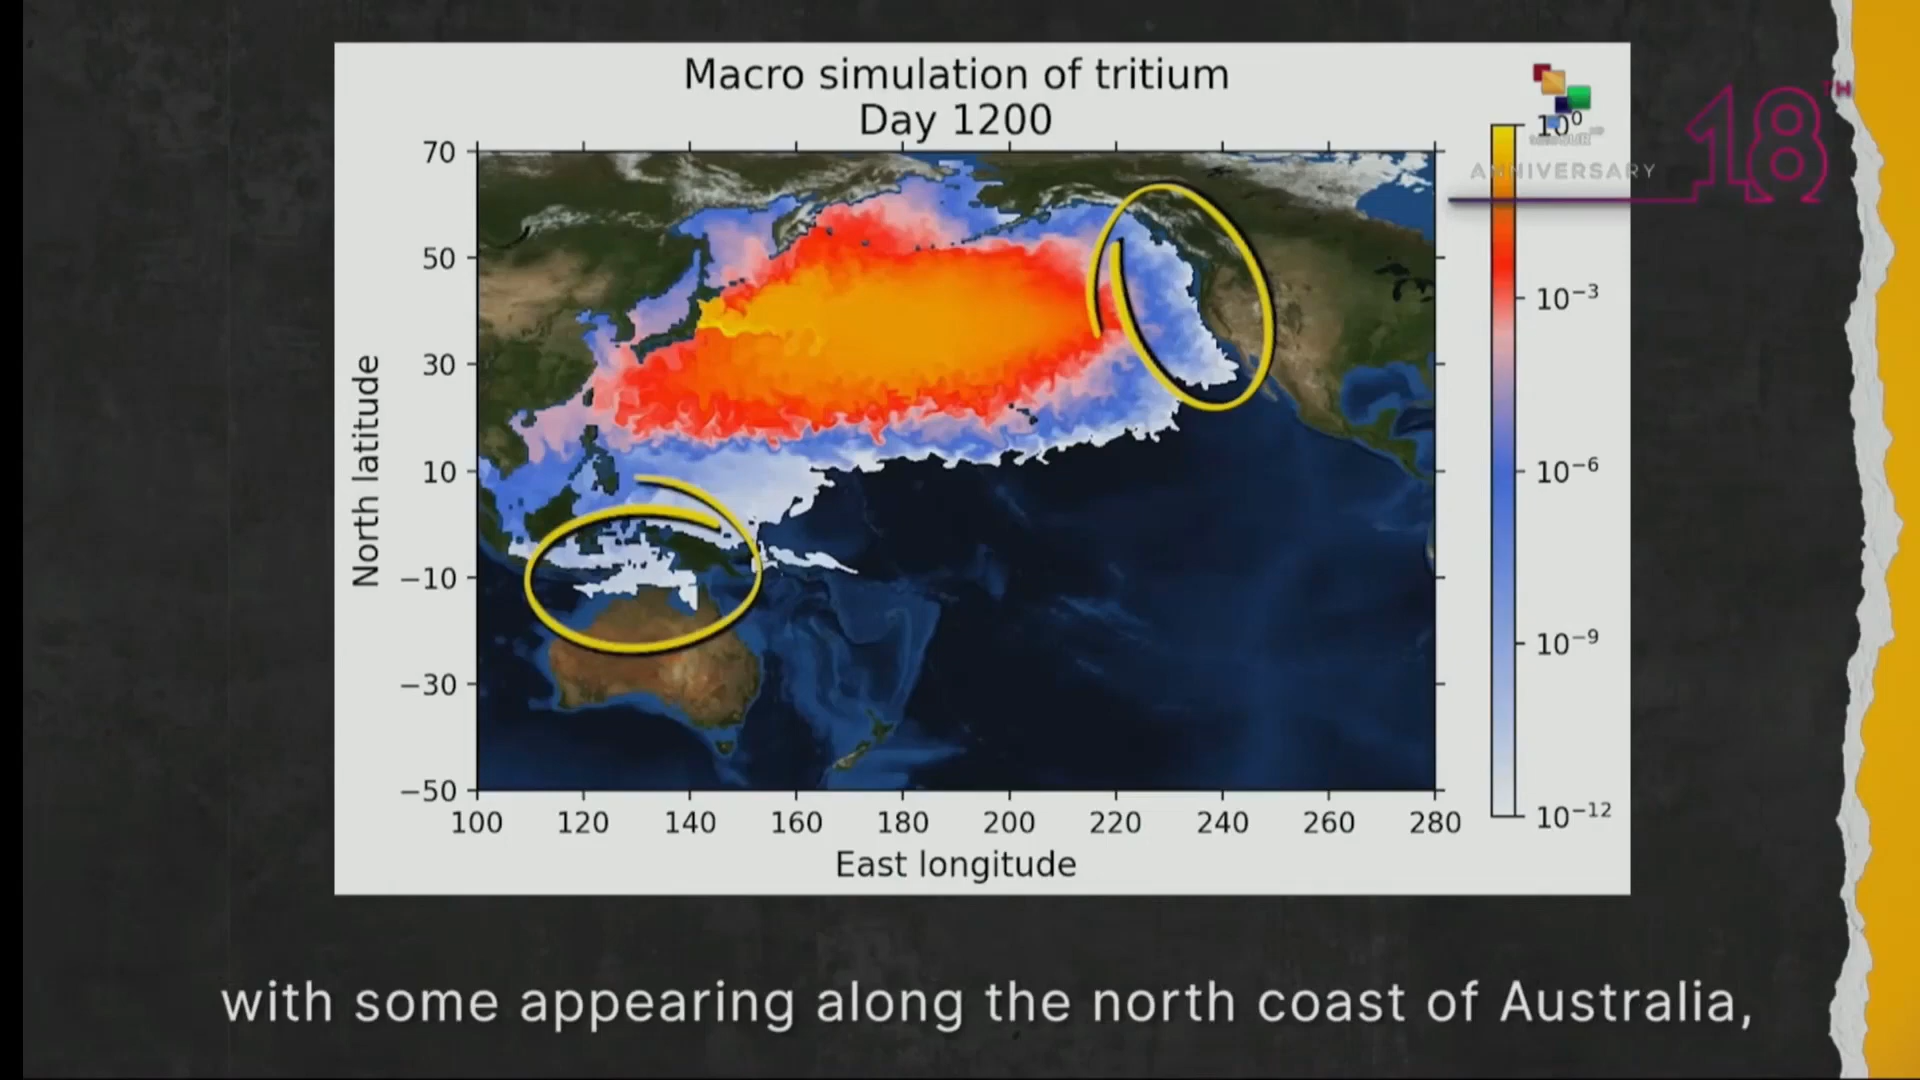 Macro simulation of tritium
Day 1200
70
50
30
10
−10
−30
−50
North latitude
100 120 140 160 180 200 220 240 260 280
East longitude
10⁰
10⁻³
10⁻⁶
10⁻⁹
10⁻¹²
18TH
ANNIVERSARY
with some appearing along the north coast of Australia,